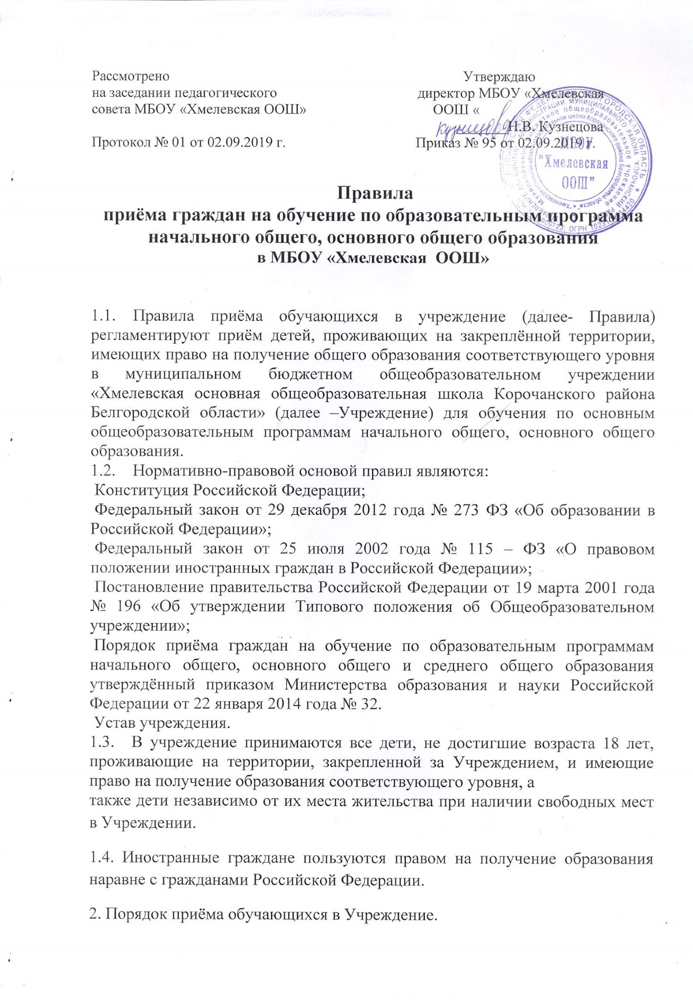 Рассмотрено Утверждаю
на заседании педагогического директор МБОУ «Хмелевская
совета МБОУ «Хмелевская ООШ» ООШ «
Кузнецова Н.В. Кузнецова
Протокол № 01 от 02.09.2019 г. Приказ № 95 от 02.09.2019 г.
МБОУ
“Хмелевская
ООШ”
Правила
приёма граждан на обучение по образовательным программа
начального общего, основного общего образования
в МБОУ «Хмелевская ООШ»
1.1. Правила приёма обучающихся в учреждение (далее- Правила)
регламентируют приём детей, проживающих на закреплённой территории,
имеющих право на получение общего образования соответствующего уровня
в муниципальном бюджетном общеобразовательном учреждении
«Хмелевская основная общеобразовательная школа Корочанского района
Белгородской области» (далее –Учреждение) для обучения по основным
общеобразовательным программам начального общего, основного общего
образования.
1.2. Нормативно-правовой основой правил являются:
Конституция Российской Федерации;
Федеральный закон от 29 декабря 2012 года № 273 ФЗ «Об образовании в
Российской Федерации»;
Федеральный закон от 25 июля 2002 года № 115 – ФЗ «О правовом
положении иностранных граждан в Российской Федерации»;
Постановление правительства Российской Федерации от 19 марта 2001 года
№ 196 «Об утверждении Типового положения об Общеобразовательном
учреждении»;
Порядок приёма граждан на обучение по образовательным программам
начального общего, основного общего и среднего общего образования
утверждённый приказом Министерства образования и науки Российской
Федерации от 22 января 2014 года № 32.
Устав учреждения.
1.3. В учреждение принимаются все дети, не достигшие возраста 18 лет,
проживающие на территории, закрепленной за Учреждением, и имеющие
право на получение образования соответствующего уровня, а
также дети независимо от их места жительства при наличии свободных мест
в Учреждении.
1.4. Иностранные граждане пользуются правом на получение образования
наравне с гражданами Российской Федерации.
2. Порядок приёма обучающихся в Учреждение.